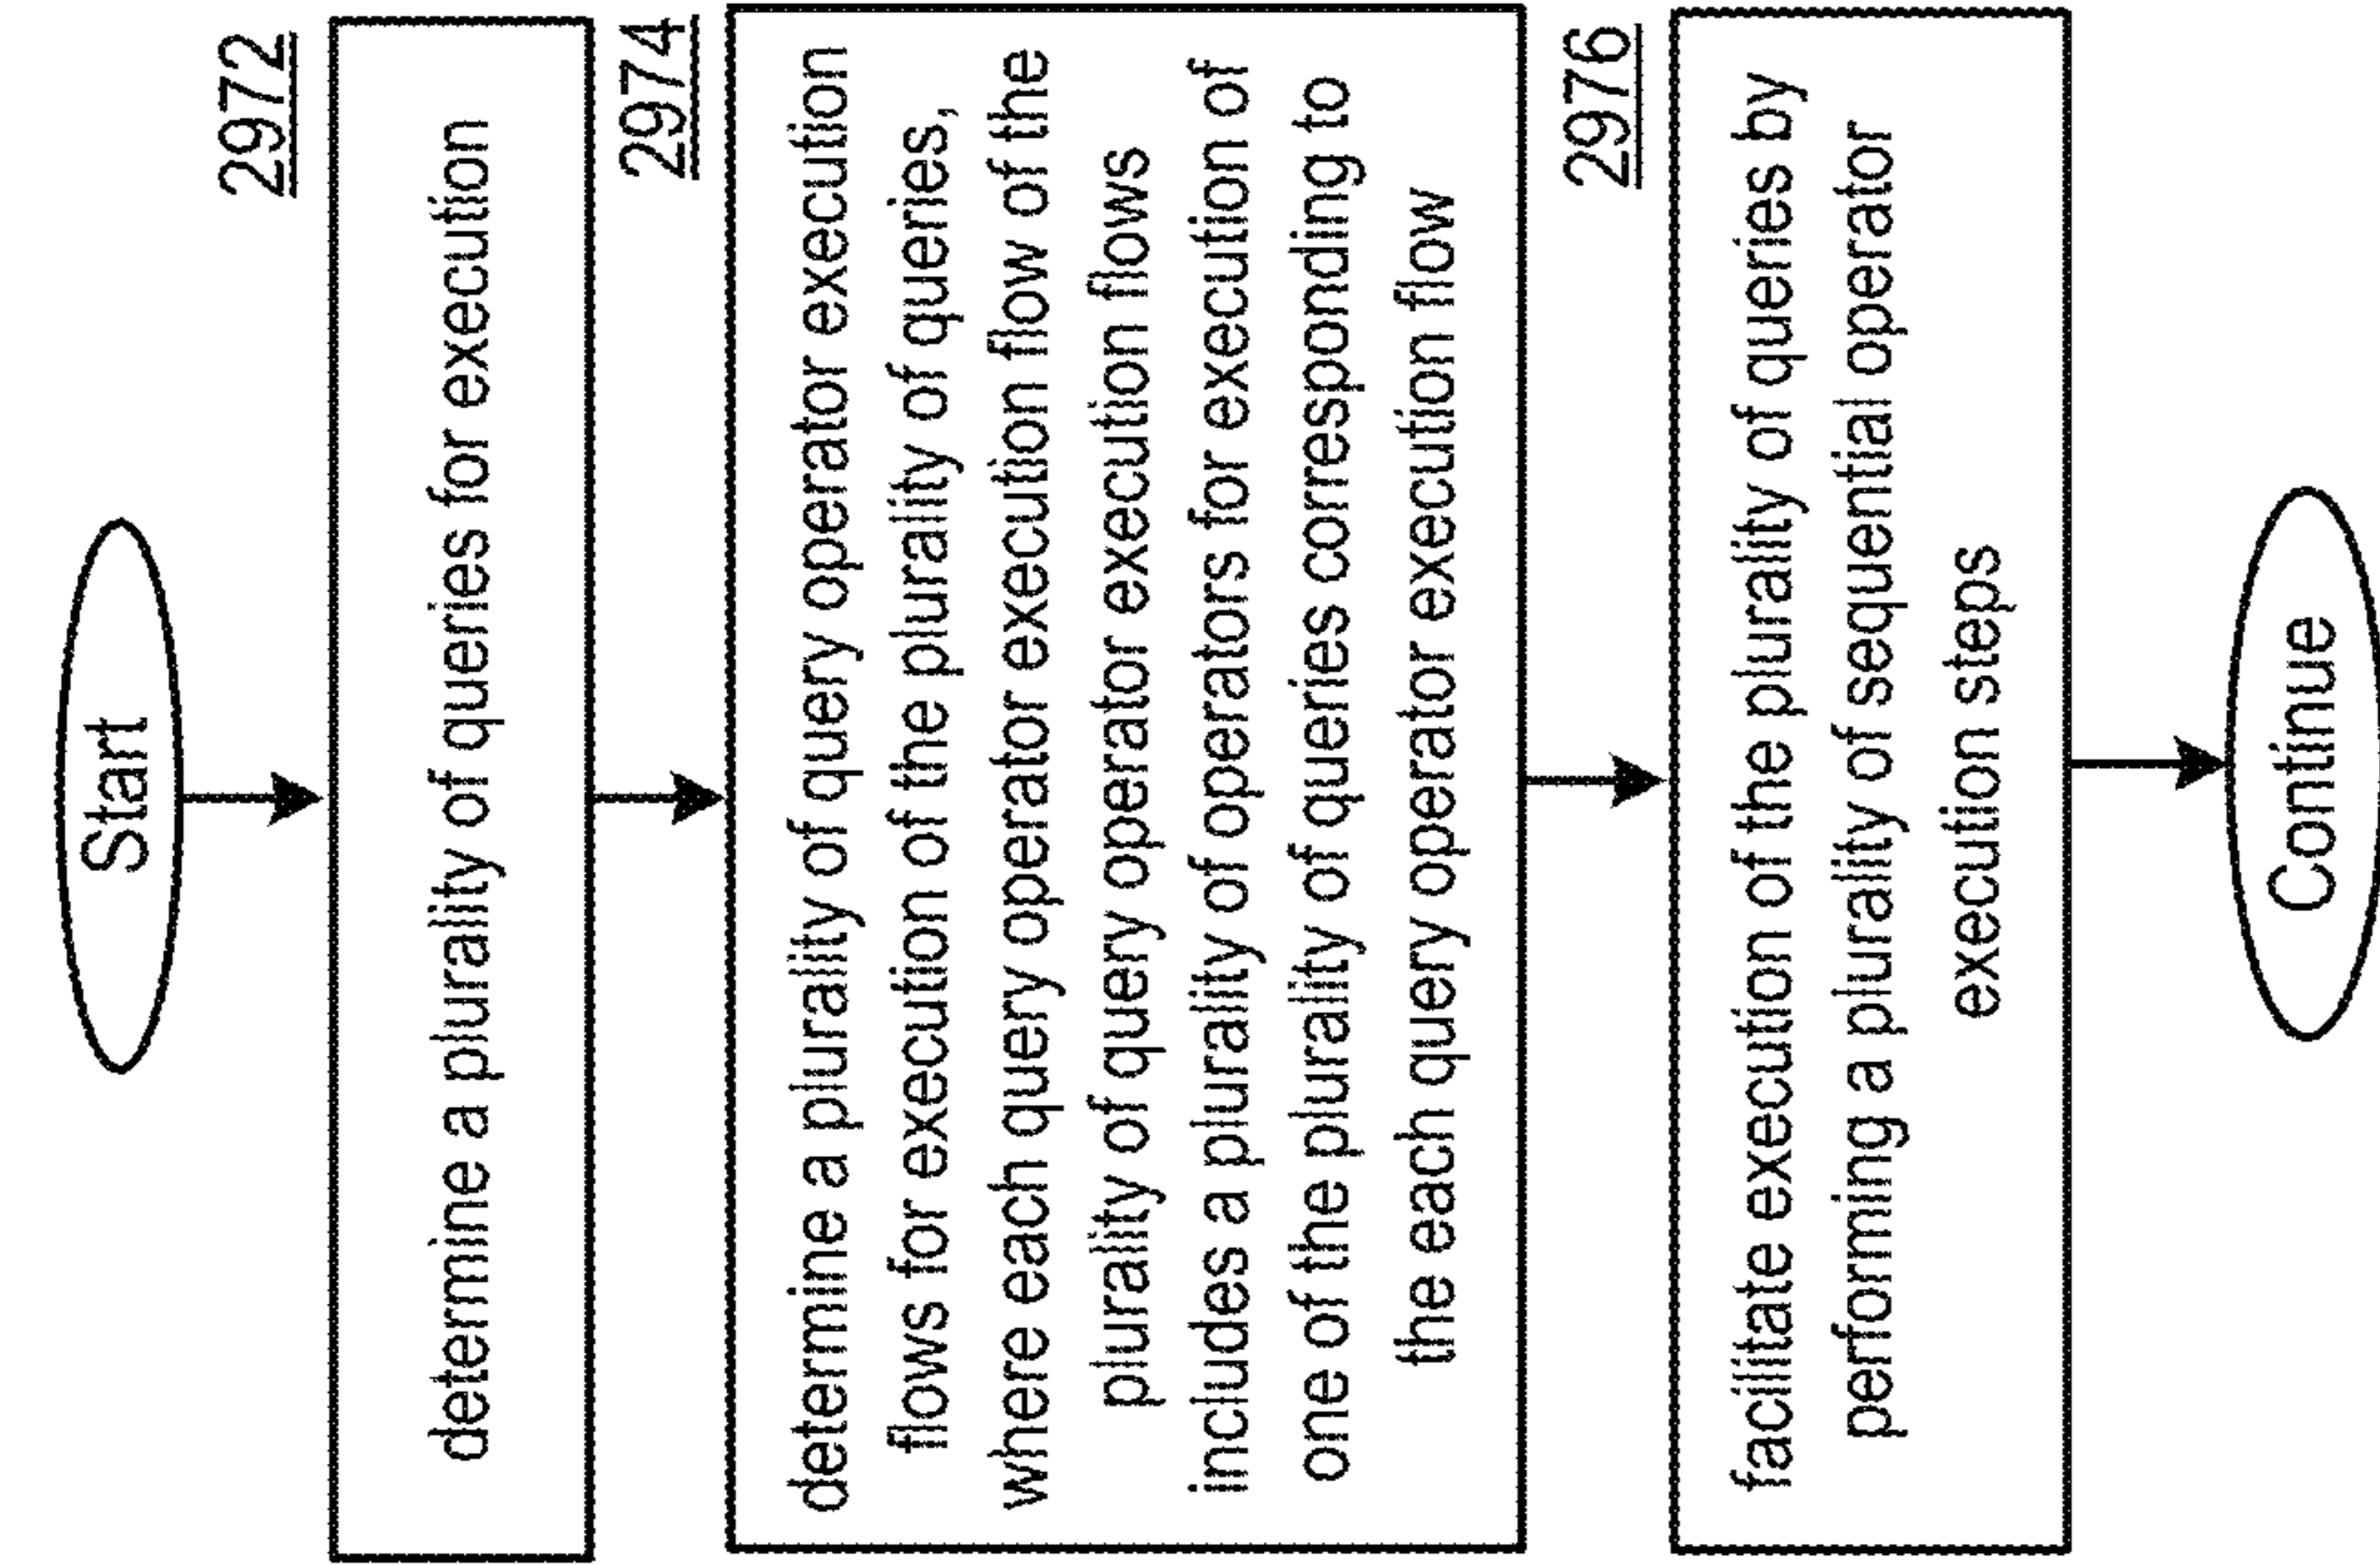 Start
2972
determine a plurality of queries for execution
2974
determine a plurality of query operator execution
flows for execution of the plurality of queries,
where each query operator execution flow of the
plurality of query operator execution flows
includes a plurality of operators for execution of
one of the plurality of queries corresponding to
the each query operator execution flow
2976
facilitate execution of the plurality of queries by
performing a plurality of sequential operator
execution steps
Continue